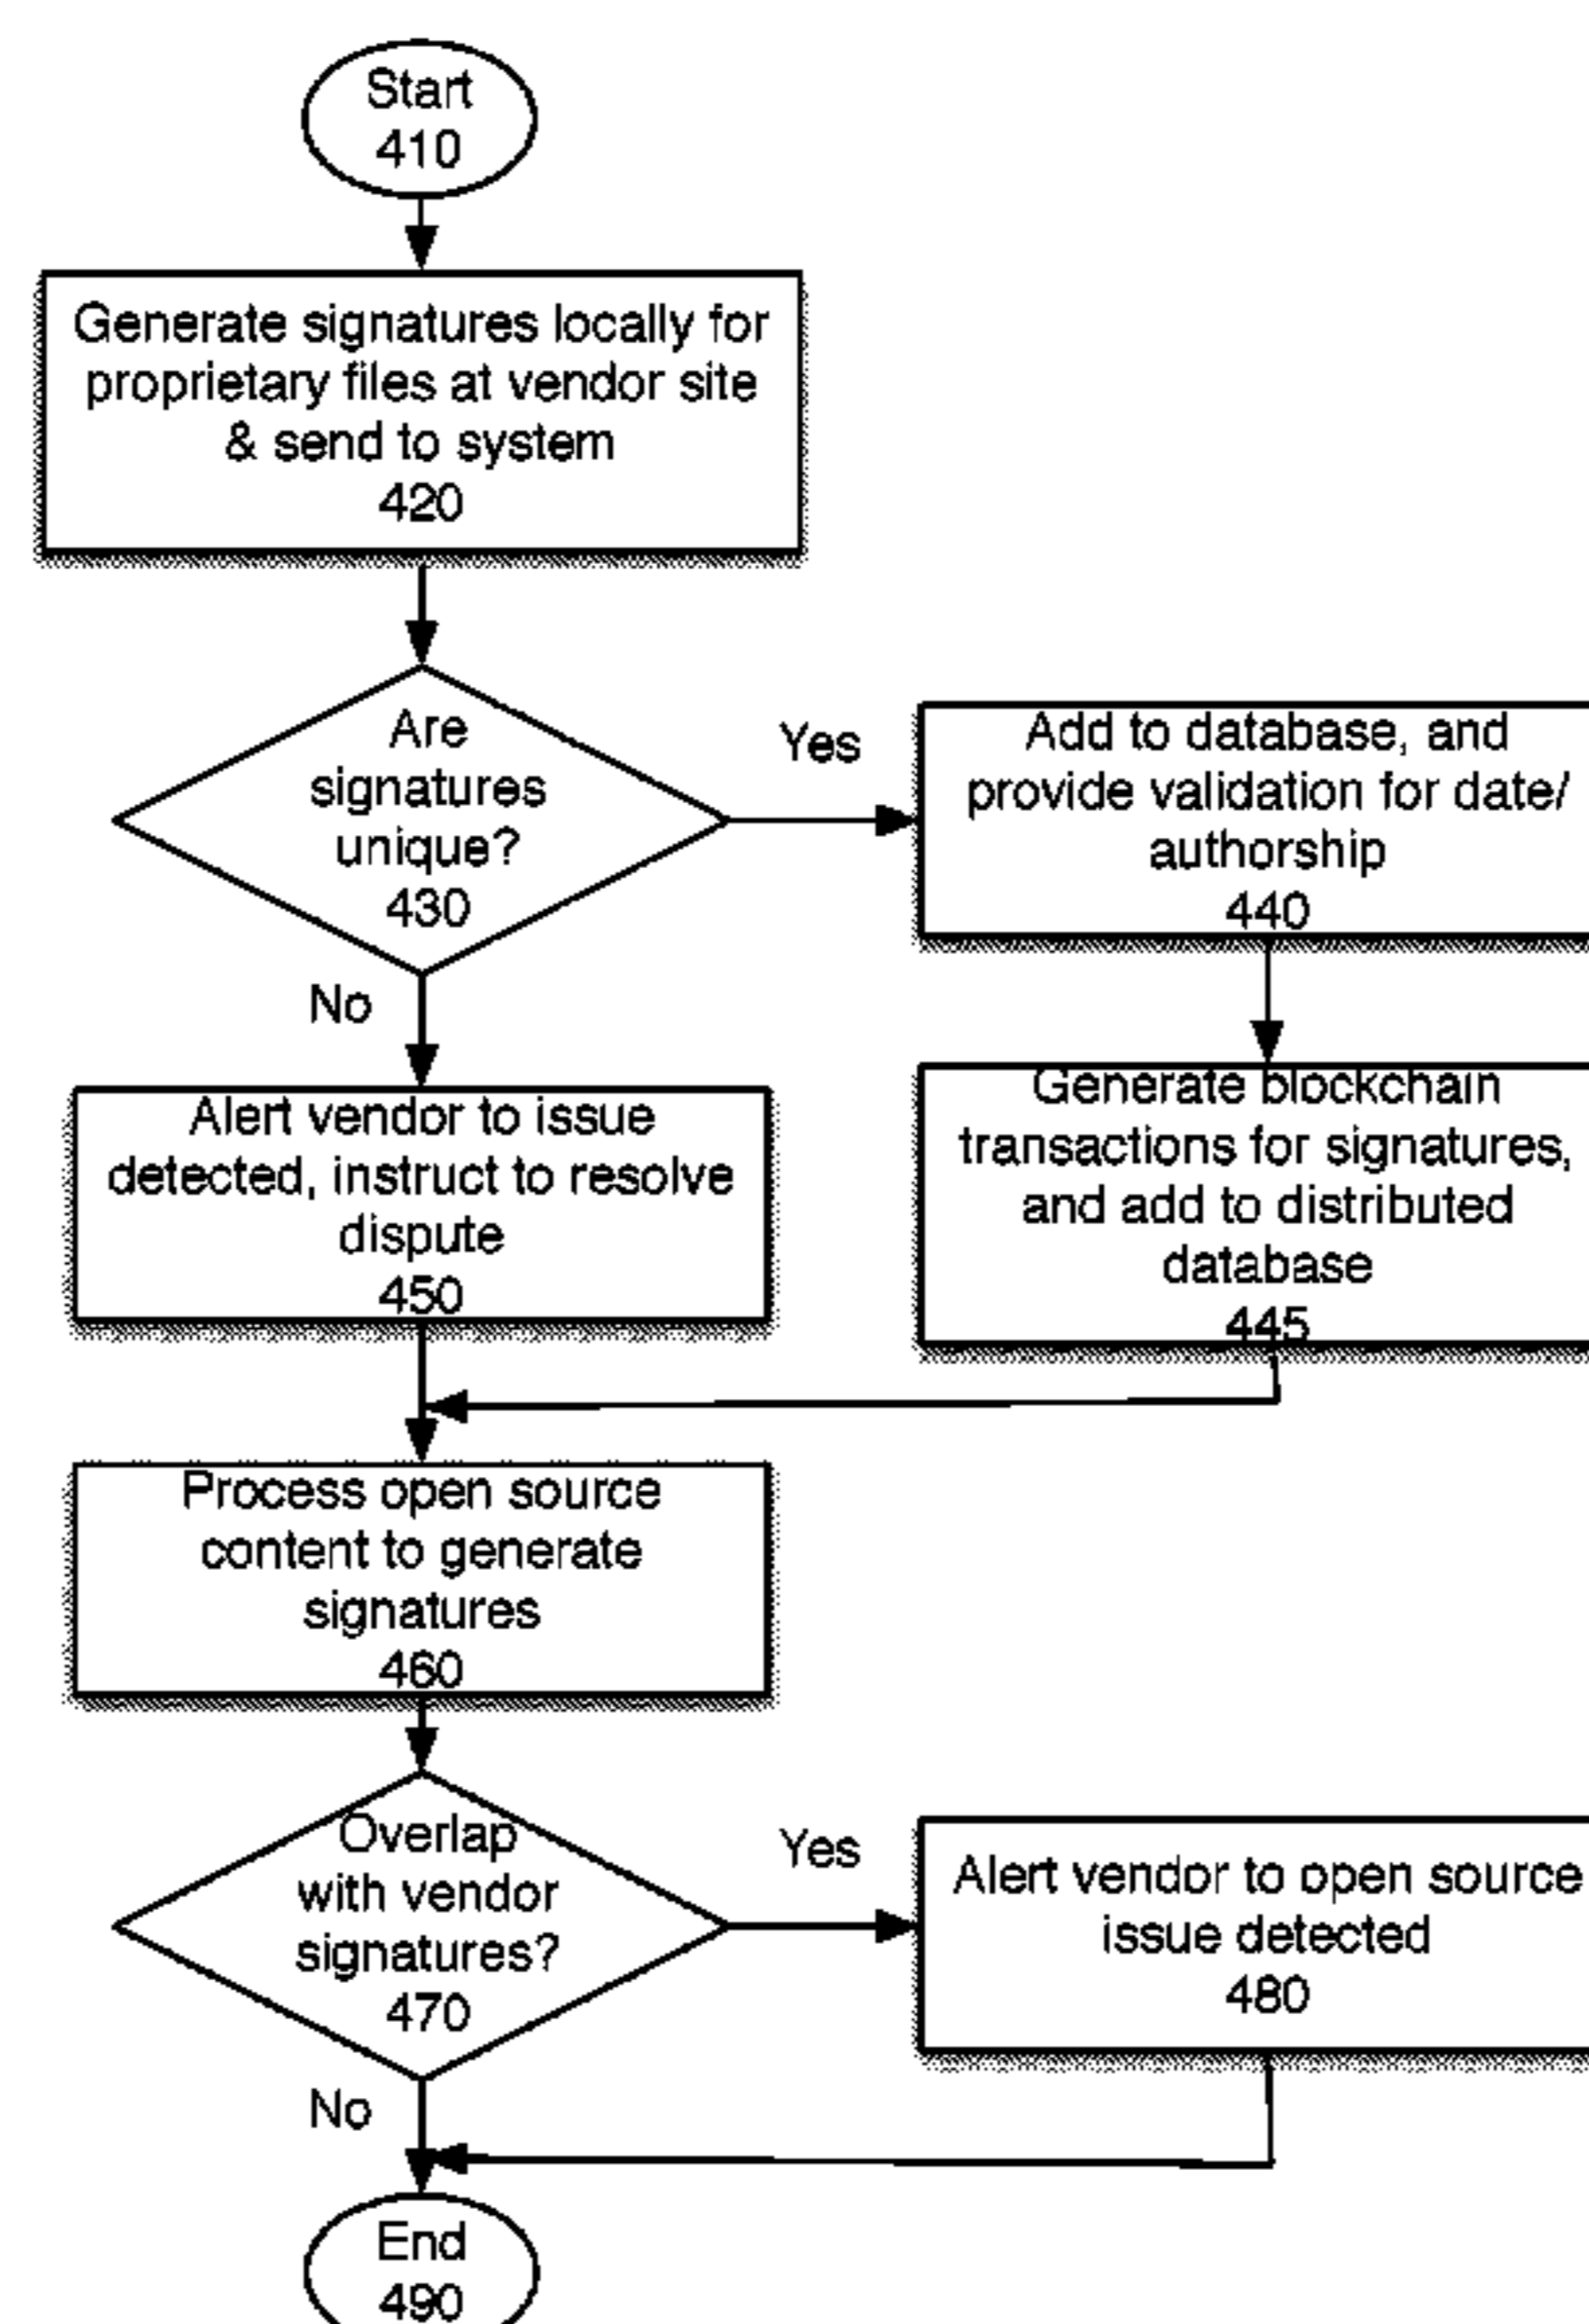 Start
410
Generate signatures locally for
proprietary files at vendor site
& send to system
420
Are
signatures
unique?
430
Yes
Add to database, and
provide validation for date/
authorship
440
No
Alert vendor to issue
detected, instruct to resolve
dispute
450
Generate blockchain
transactions for signatures,
and add to distributed
database
445
Process open source
content to generate
signatures
460
Overlap
with vendor
signatures?
470
Yes
Alert vendor to open source
issue detected
480
No
End
490